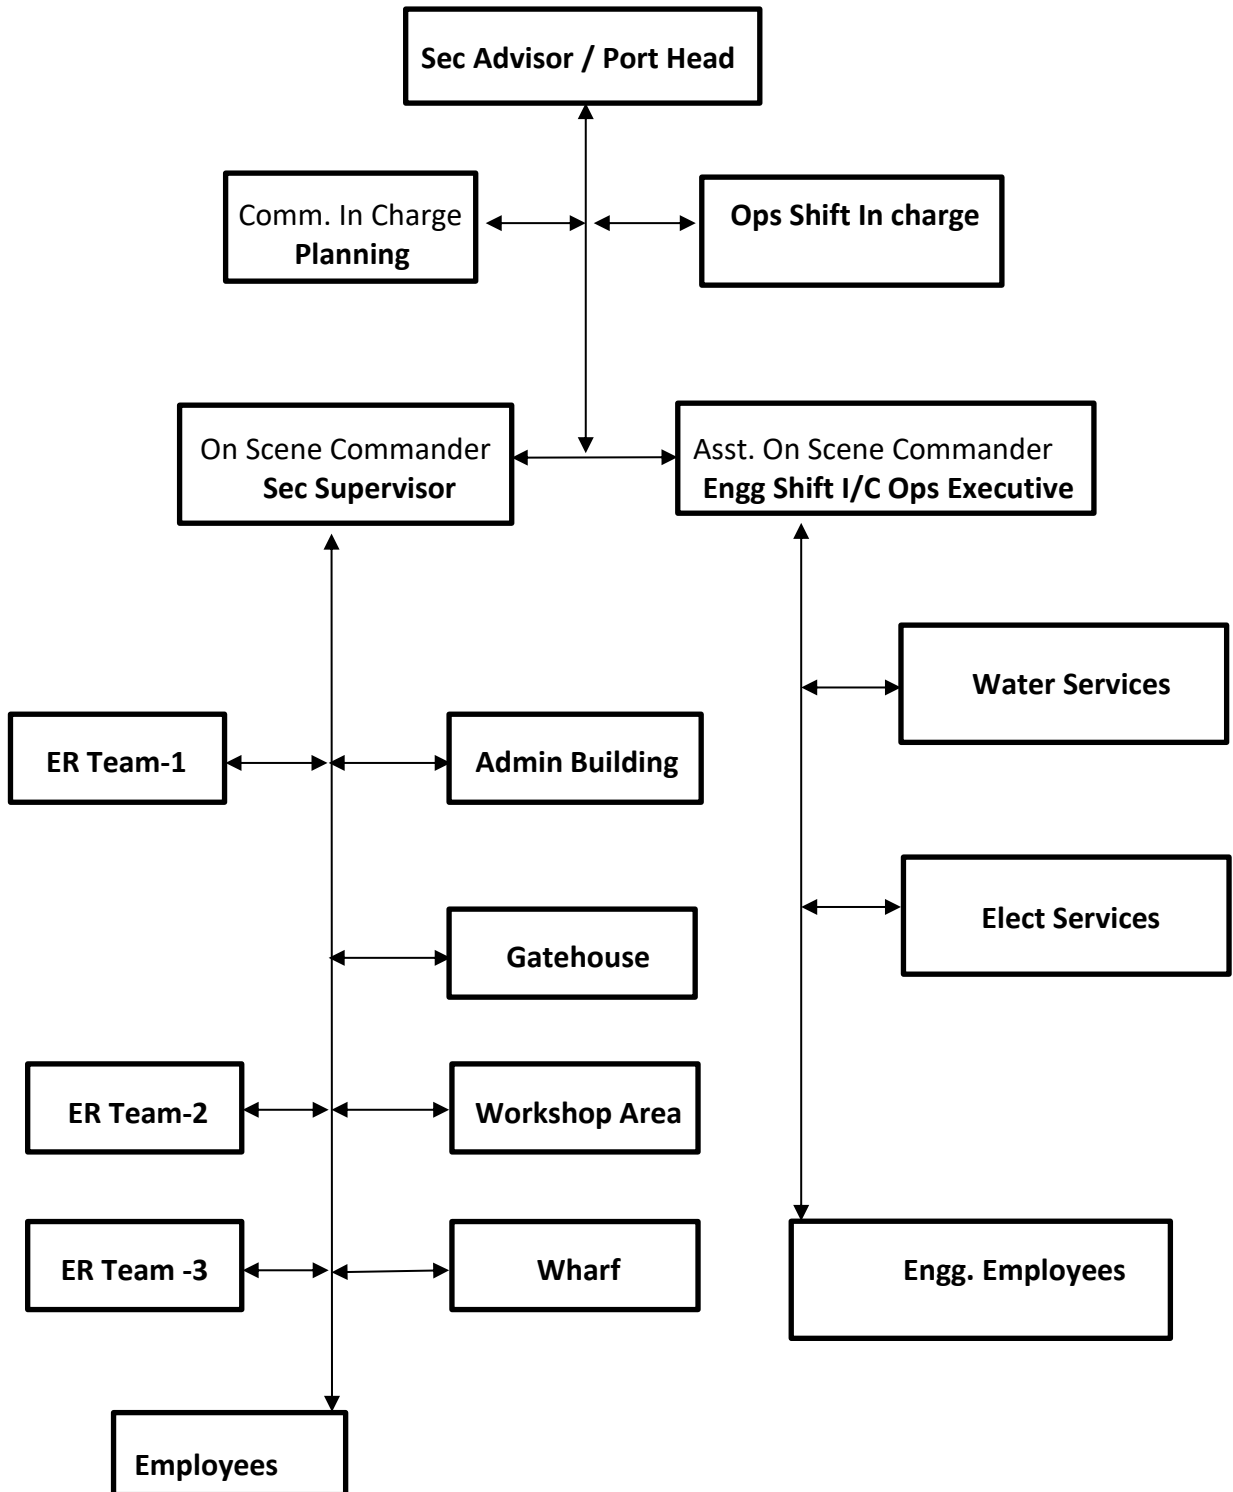 Sec Advisor / Port Head
Comm. In Charge
Planning
Ops Shift In charge
On Scene Commander
Sec Supervisor
Asst. On Scene Commander
Engg Shift I/C Ops Executive
Water Services
ER Team-1
Admin Building
Elect Services
Gatehouse
ER Team-2
Workshop Area
ER Team -3
Wharf
Engg. Employees
Employees